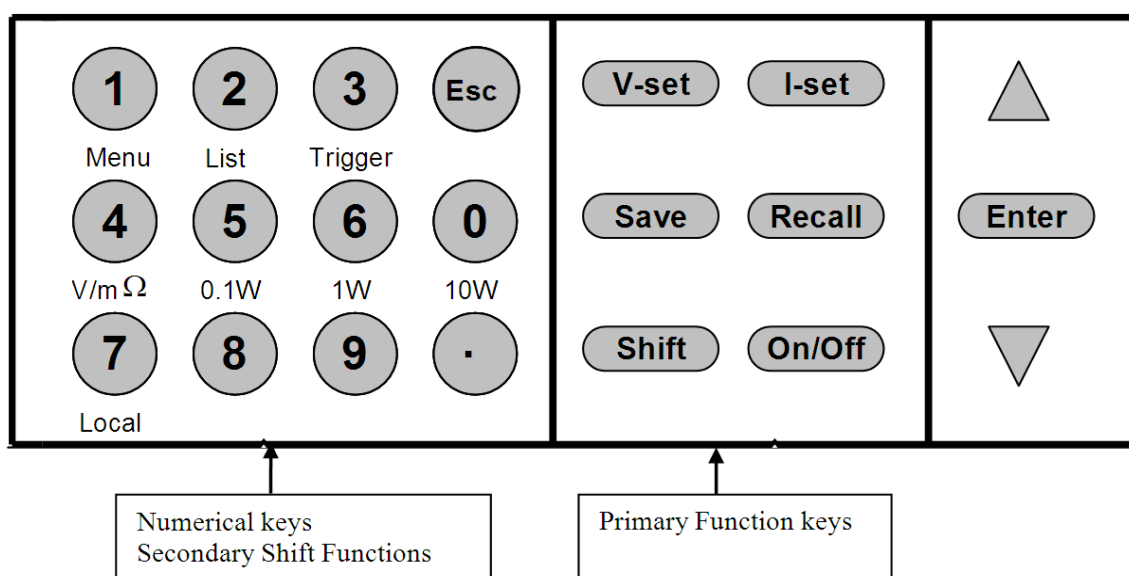 1 2 3 Esc V-set I-set
Menu List Trigger
4 5 6 0 Save Recall Enter
V/mΩ 0.1W 1W 10W
7 8 9 . Shift On/Off
Local
Numerical keys
Secondary Shift Functions
Primary Function keys